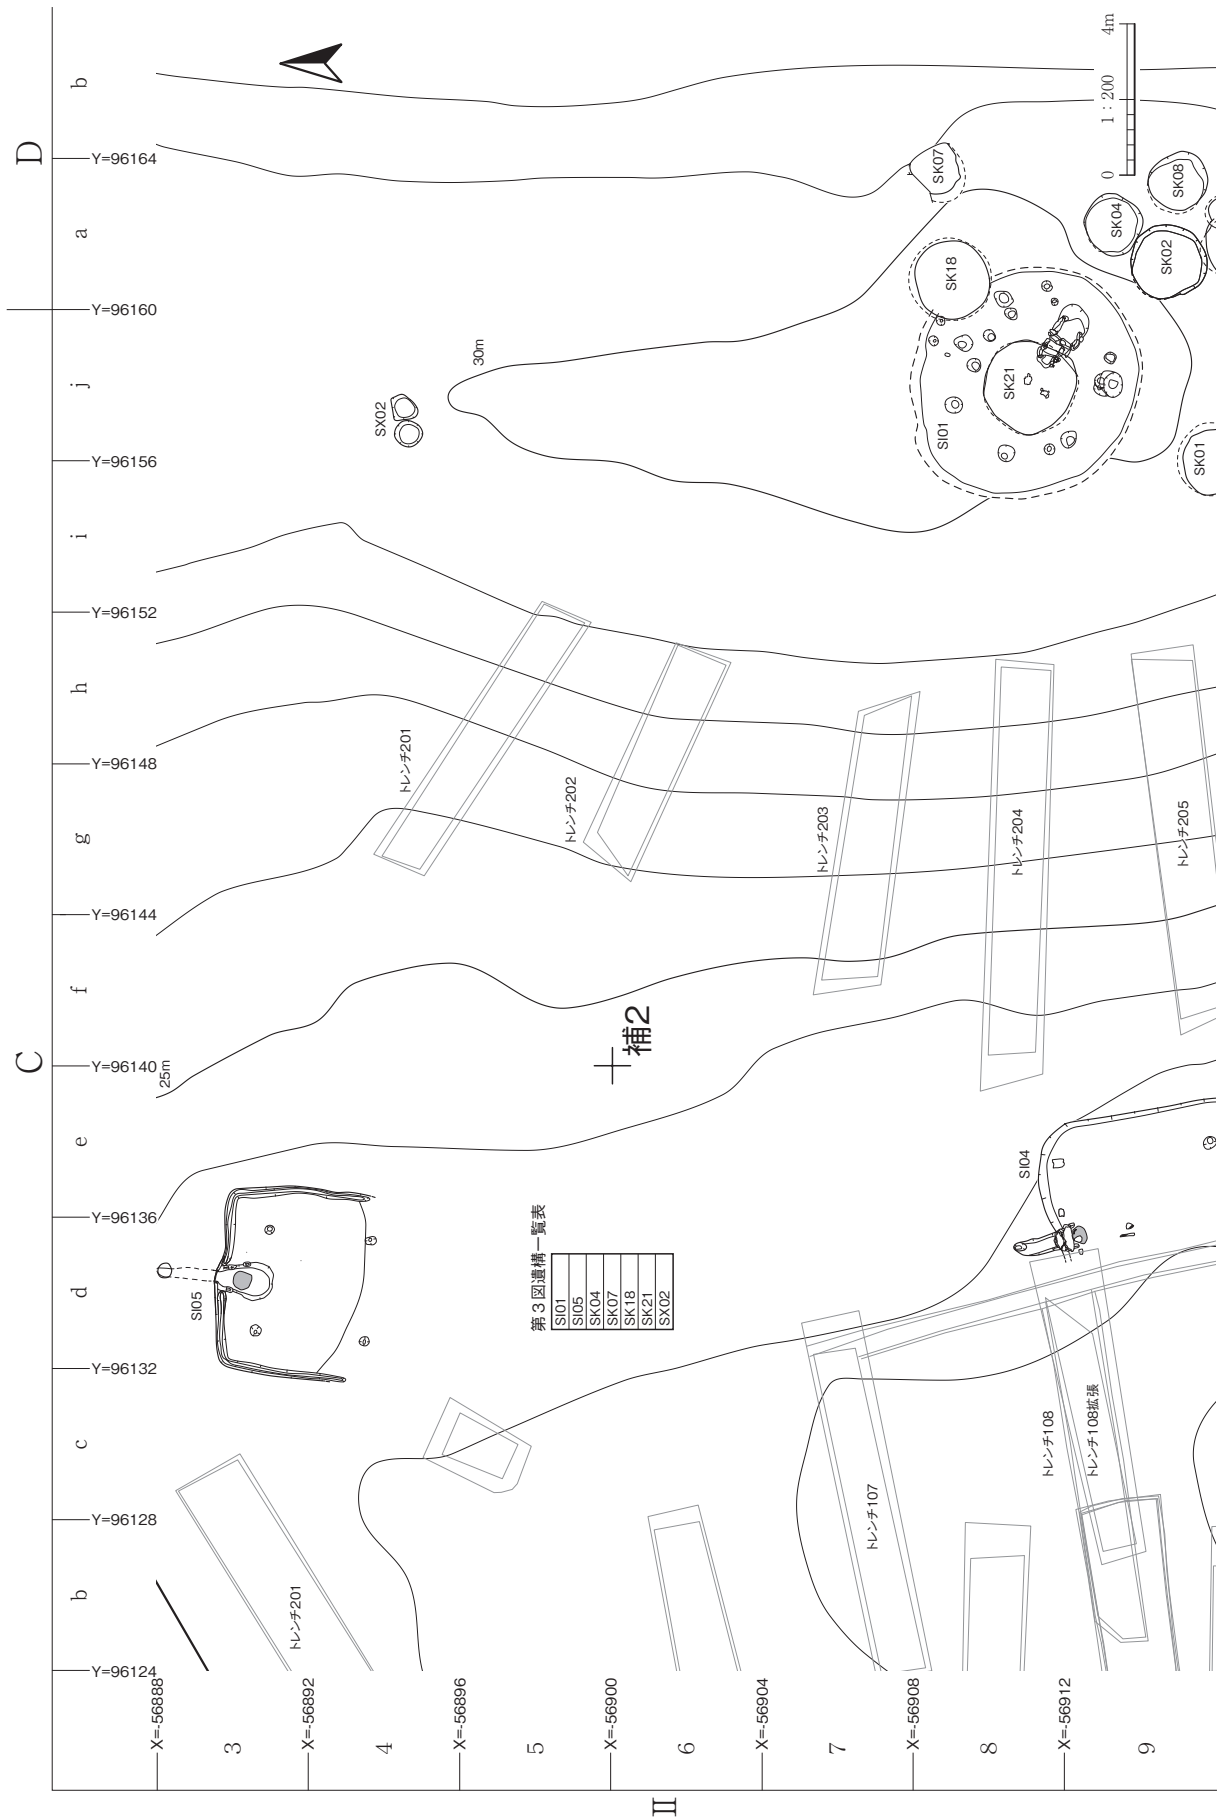 D
C
b
a
j
i
h
g
f
e
d
c
b
Y=96164
Y=96160
Y=96156
Y=96152
Y=96148
Y=96144
Y=96140
Y=96136
Y=96132
Y=96128
Y=96124
X=-56888
X=-56892
X=-56896
X=-56900
X=-56904
X=-56908
X=-56912
3
4
5
6
7
8
9
II
0 1:200 4m
30m
25m
SX02
SK07
SK18
SK04
SK08
SK02
SK21
SI01
SK01
トレンチ201
トレンチ202
トレンチ203
トレンチ204
トレンチ205
補2
SI05
SI04
第3図遺構一覧表
SI01
SI05
SK04
SK07
SK18
SK21
SX02
トレンチ201
トレンチ107
トレンチ108
トレンチ108拡張